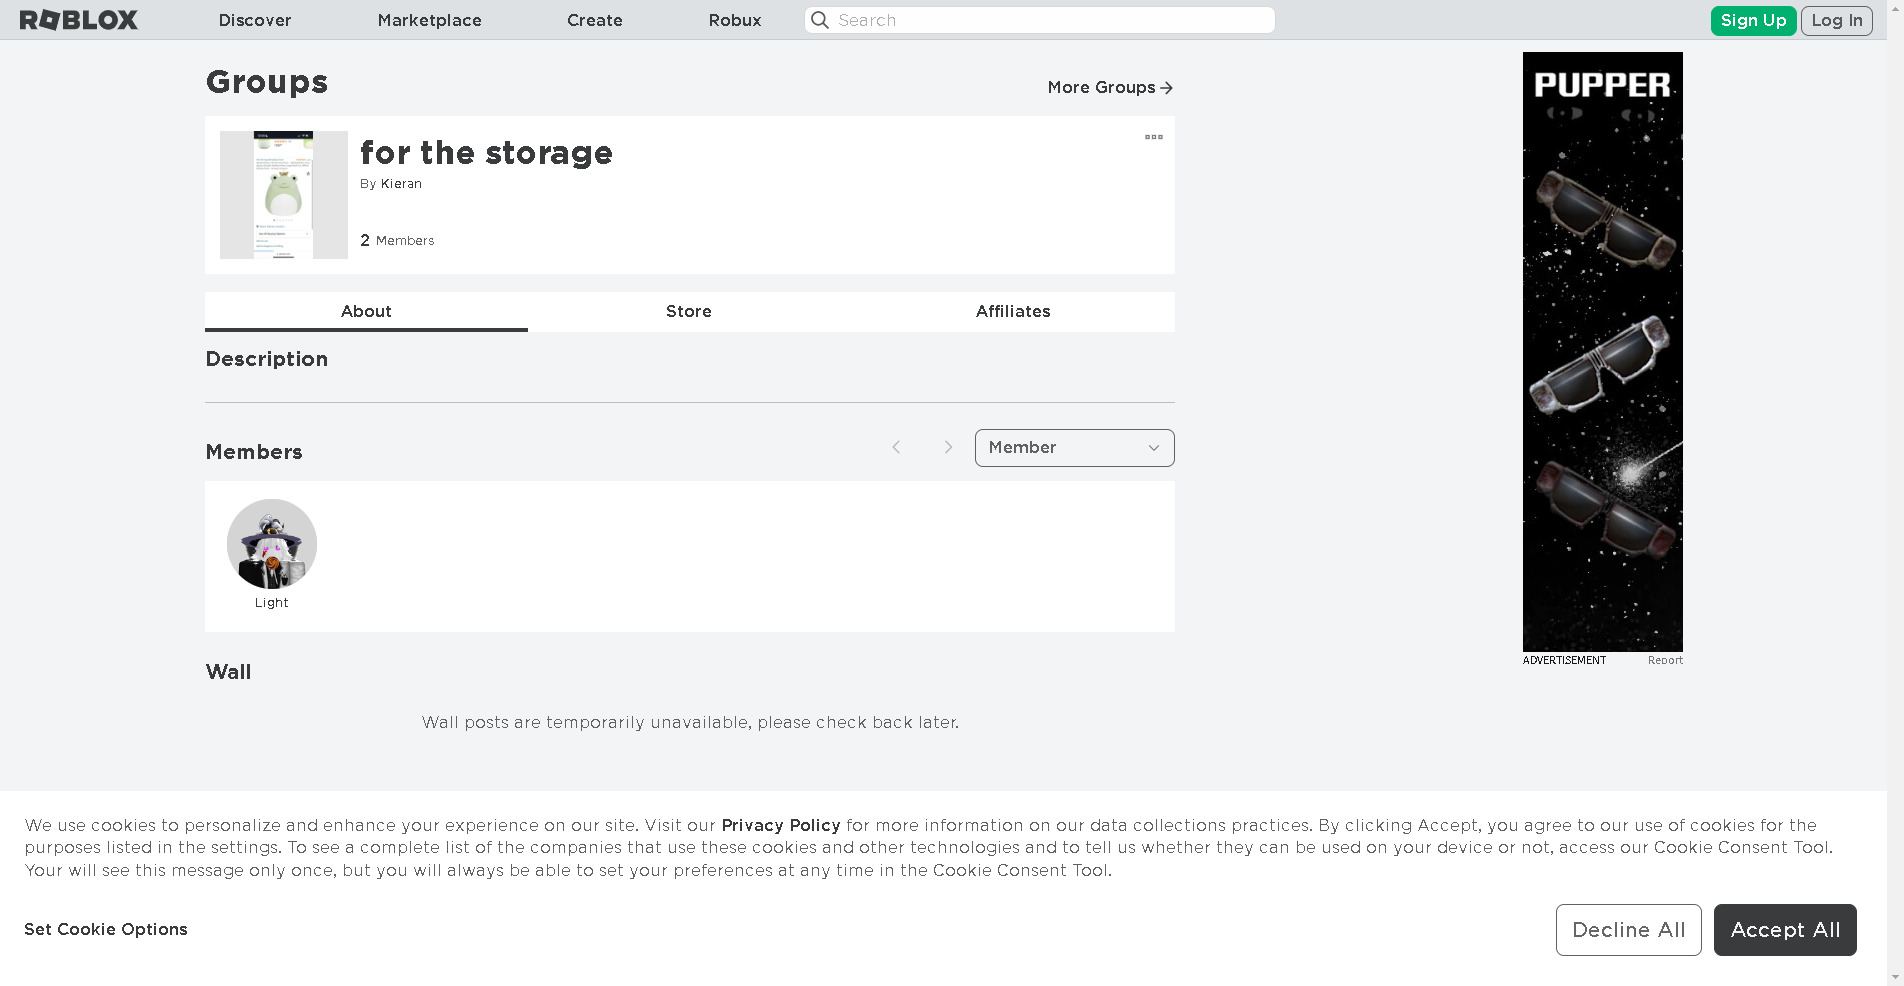 ROBLOX
Discover
Marketplace
Create
Robux
Search
Sign Up
Log In
Groups
More Groups
for the storage
By Kieran
2 Members
About
Store
Affiliates
Description
Members
Member
Light
Wall
Wall posts are temporarily unavailable, please check back later.
PUPPER
ADVERTISEMENT
Report
We use cookies to personalize and enhance your experience on our site. Visit our Privacy Policy for more information on our data collections practices. By clicking Accept, you agree to our use of cookies for the
purposes listed in the settings. To see a complete list of the companies that use these cookies and other technologies and to tell us whether they can be used on your device or not, access our Cookie Consent Tool.
Your will see this message only once, but you will always be able to set your preferences at any time in the Cookie Consent Tool.
Set Cookie Options
Decline All
Accept All